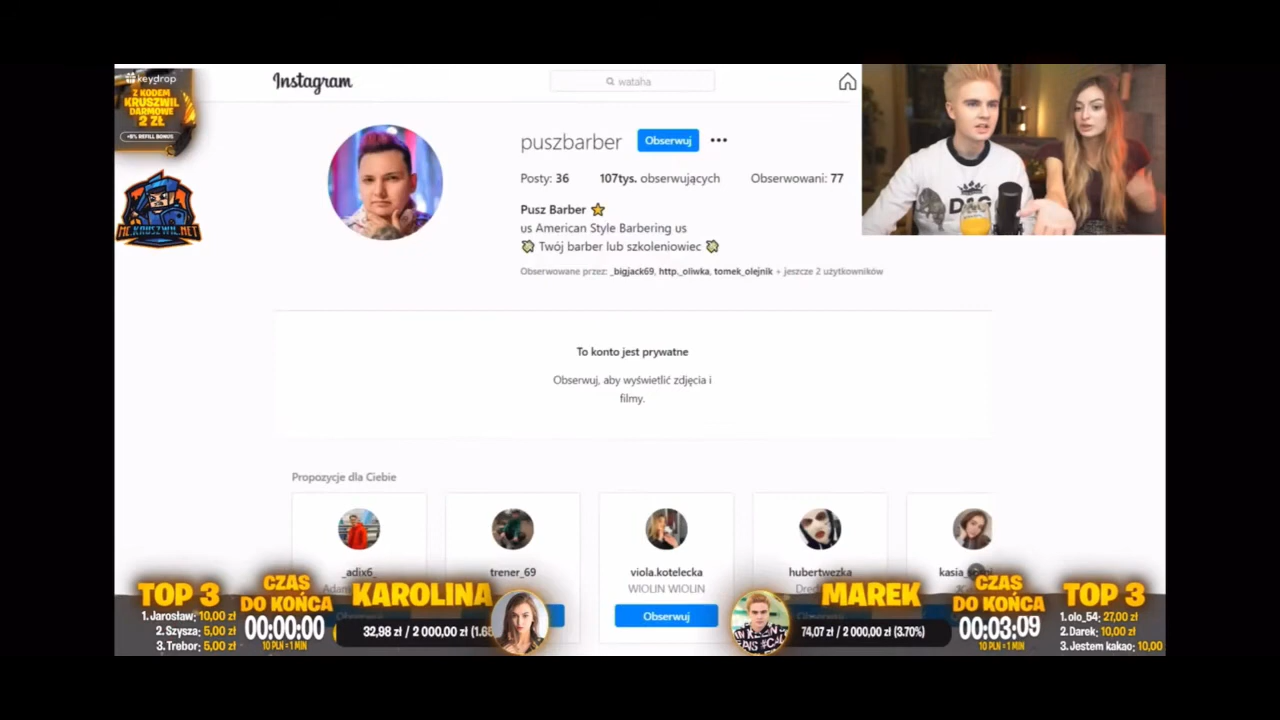 keydrop
Z KODEM
KRUSZWIL
DARMOWE
2 ZŁ
MC.KRUSZWIL.NET
Instagram
wataha
puszbarber
Obserwuj
Posty: 36
107tys. obserwujących
Obserwowani: 77
Pusz Barber ⭐
us American Style Barbering us
Twój barber lub szkoleniowiec
Obserwowane przez: _bigjack69, http._oliwka, tomek_olejnik + jeszcze 2 użytkowników
To konto jest prywatne
Obserwuj, aby wyświetlić zdjęcia i
filmy.
Propozycje dla Ciebie
_adix6_
trener_69
viola.kotelecka
WIOLIN WIOLIN
Obserwuj
hubertwezka
TOP 3
1. Jarosław; 10,00 zł
2. Szysza; 5,00 zł
3. Trebor; 5,00 zł
CZAS
DO KOŃCA
00:00:00
10 PLN = 1 MIN
KAROLINA
32,98 zł / 2 000,00 zł (1.6
MAREK
74,07 zł / 2 000,00 zł (3.70%)
CZAS
DO KOŃCA
00:03:09
10 PLN = 1 MIN
TOP 3
1. olo_54; 27,00 zł
2. Darek; 10,00 zł
3. Jestem kakao; 10,00